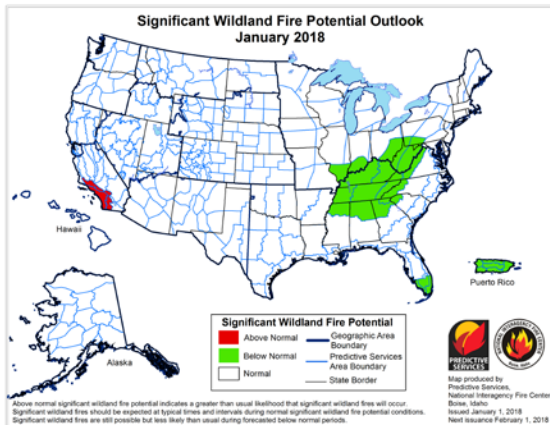 Significant Wildland Fire Potential Outlook
January 2018
Hawaii
Alaska
Puerto Rico
Significant Wildland Fire Potential
Above Normal
Below Normal
Normal
Geographic Area
Boundary
Predictive Services
Area Boundary
State Border
PREDICTIVE
SERVICES
NATIONAL INTERAGENCY FIRE CENTER
Map produced by
Predictive Services,
National Interagency Fire Center
Boise, Idaho
Issued January 1, 2018
Next issuance February 1, 2018
Above normal significant wildland fire potential indicates a greater than usual likelihood that significant wildland fires will occur.
Significant wildland fires should be expected at typical times and intervals during normal significant wildland fire potential conditions.
Significant wildland fires are still possible but less likely than usual during forecasted below normal periods.